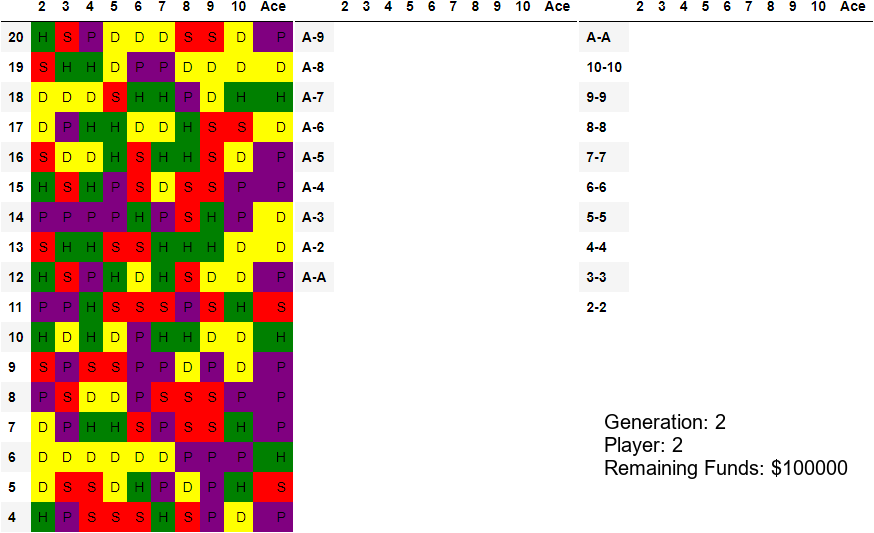 2 3 4 5 6 7 8 9 10 Ace 2 3 4 5 6 7 8 9 10 Ace 2 3 4 5 6 7 8 9 10 Ace
20 H S P D D D S S D P A-9 A-A
19 S H H D P P D D D D A-8 10-10
18 D D D S H H P D H H A-7 9-9
17 D P H H D D H S S D A-6 8-8
16 S D D H S H H S D P A-5 7-7
15 H S H P S D S S P P A-4 6-6
14 P P P P H P S H P D A-3 5-5
13 S H H S S H H H D D A-2 4-4
12 H S P H D H S D D P A-A 3-3
11 P P H S S S P S H S 2-2
10 H D H D P H H D D H
9 S P S S P P D P D P
8 P S D D P S S S P P
7 D P H H S P S S H P
6 D D D D D D P P P H
5 D S S D H P D P H S
4 H P S S S H S P D P
Generation: 2
Player: 2
Remaining Funds: $100000